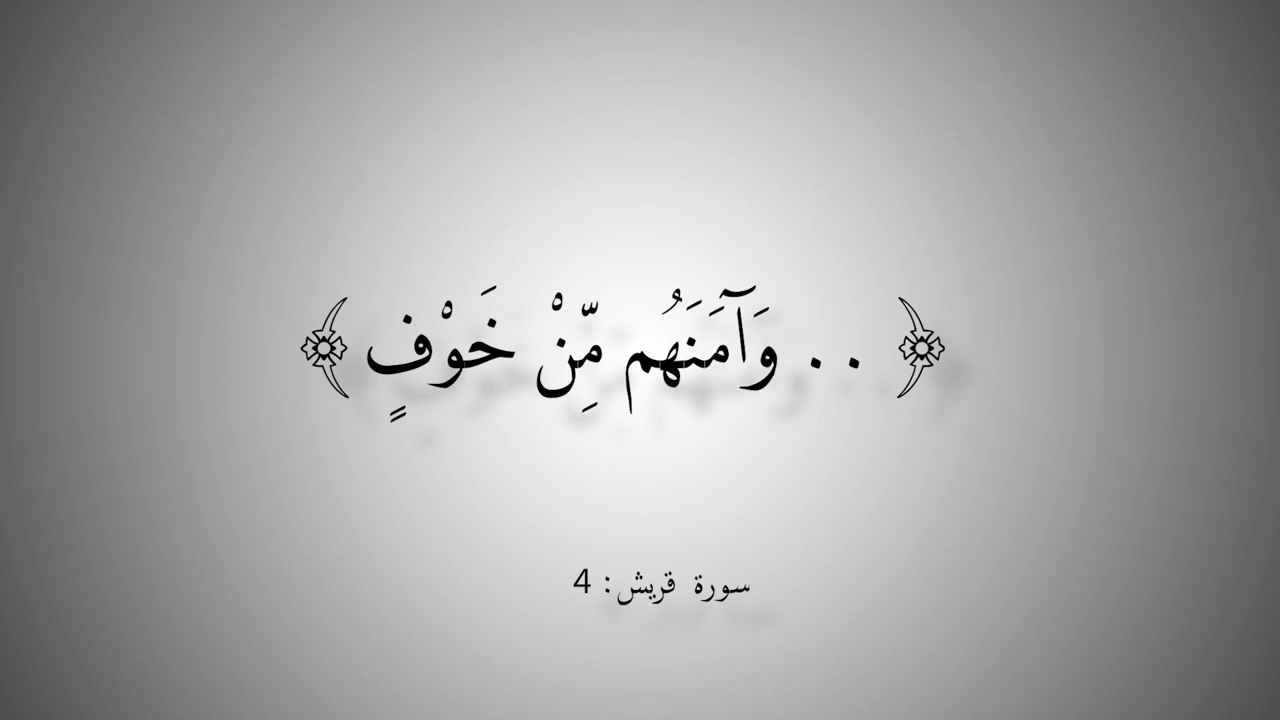 ﴿ . . وَآمَنَهُم مِّنْ خَوْفٍ ﴾
سورة قريش: 4